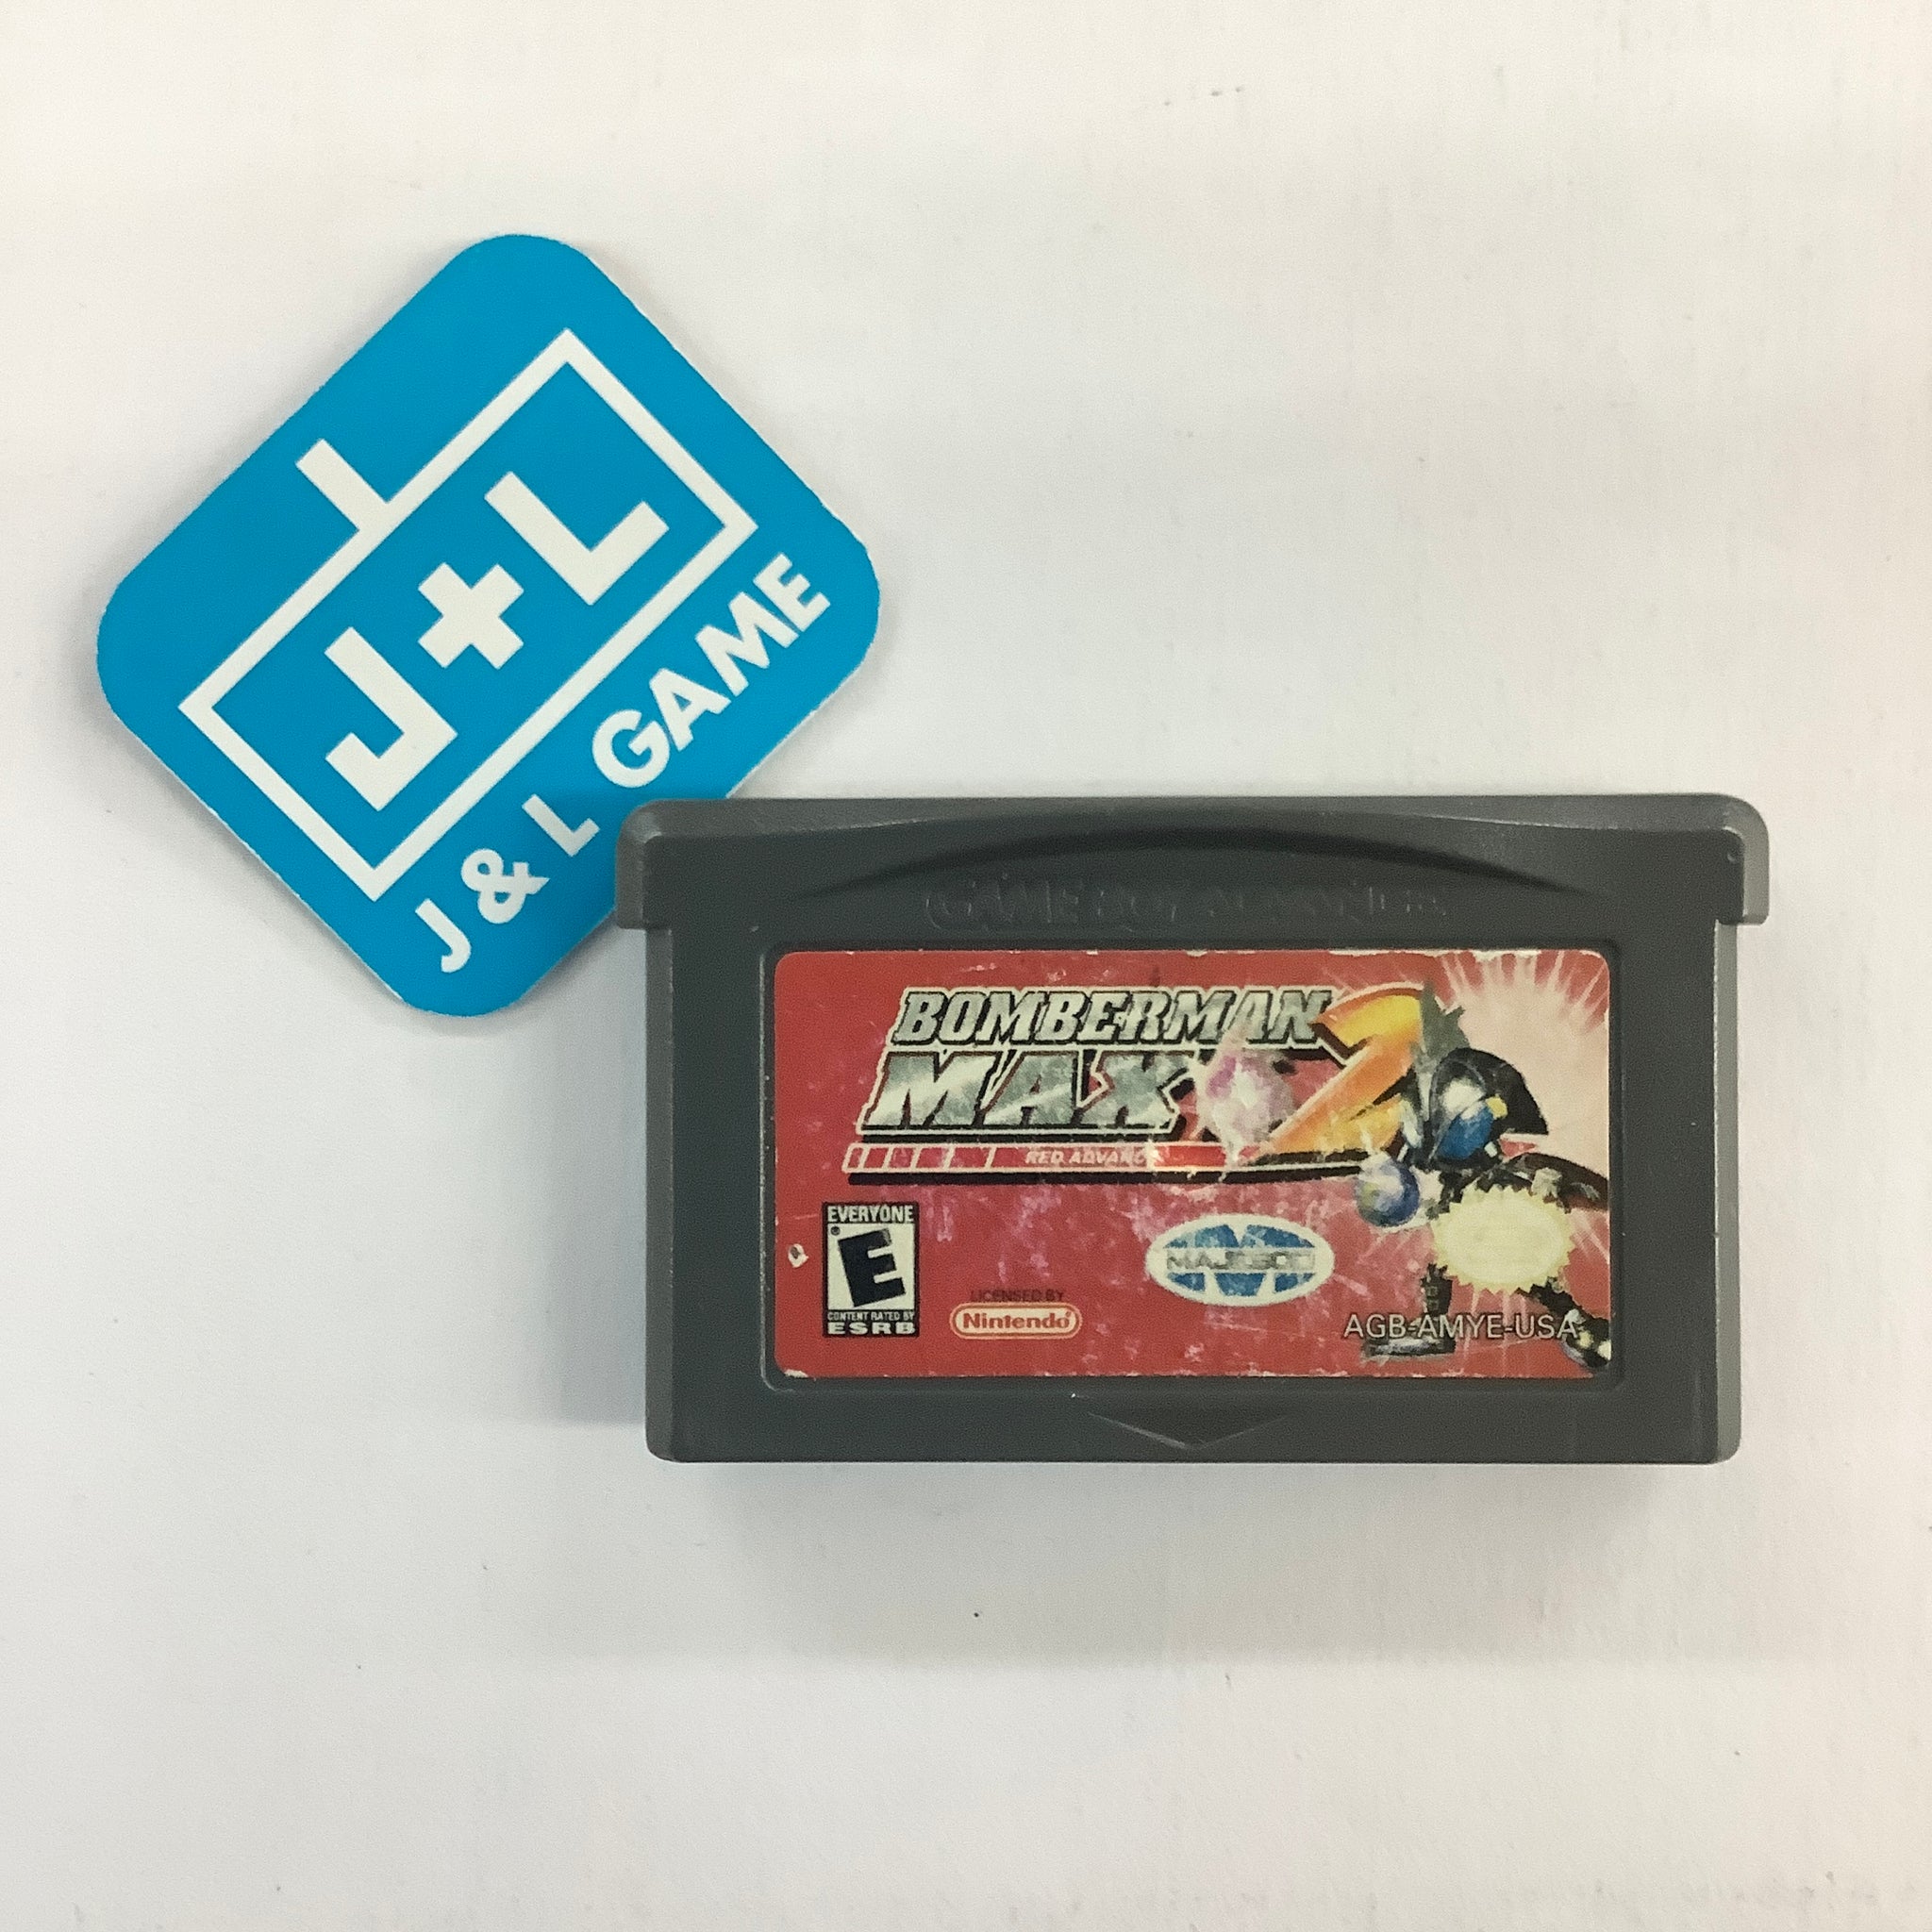 J+L
J & L GAME
GAME BOY ADVANCE
BOMBERMAN
MAX 2
RED ADVANC
EVERYONE
E
CONTENT RATED BY
ESRB
LICENSED BY
Nintendo®
MAJESCO
AGB-AMYE-USA